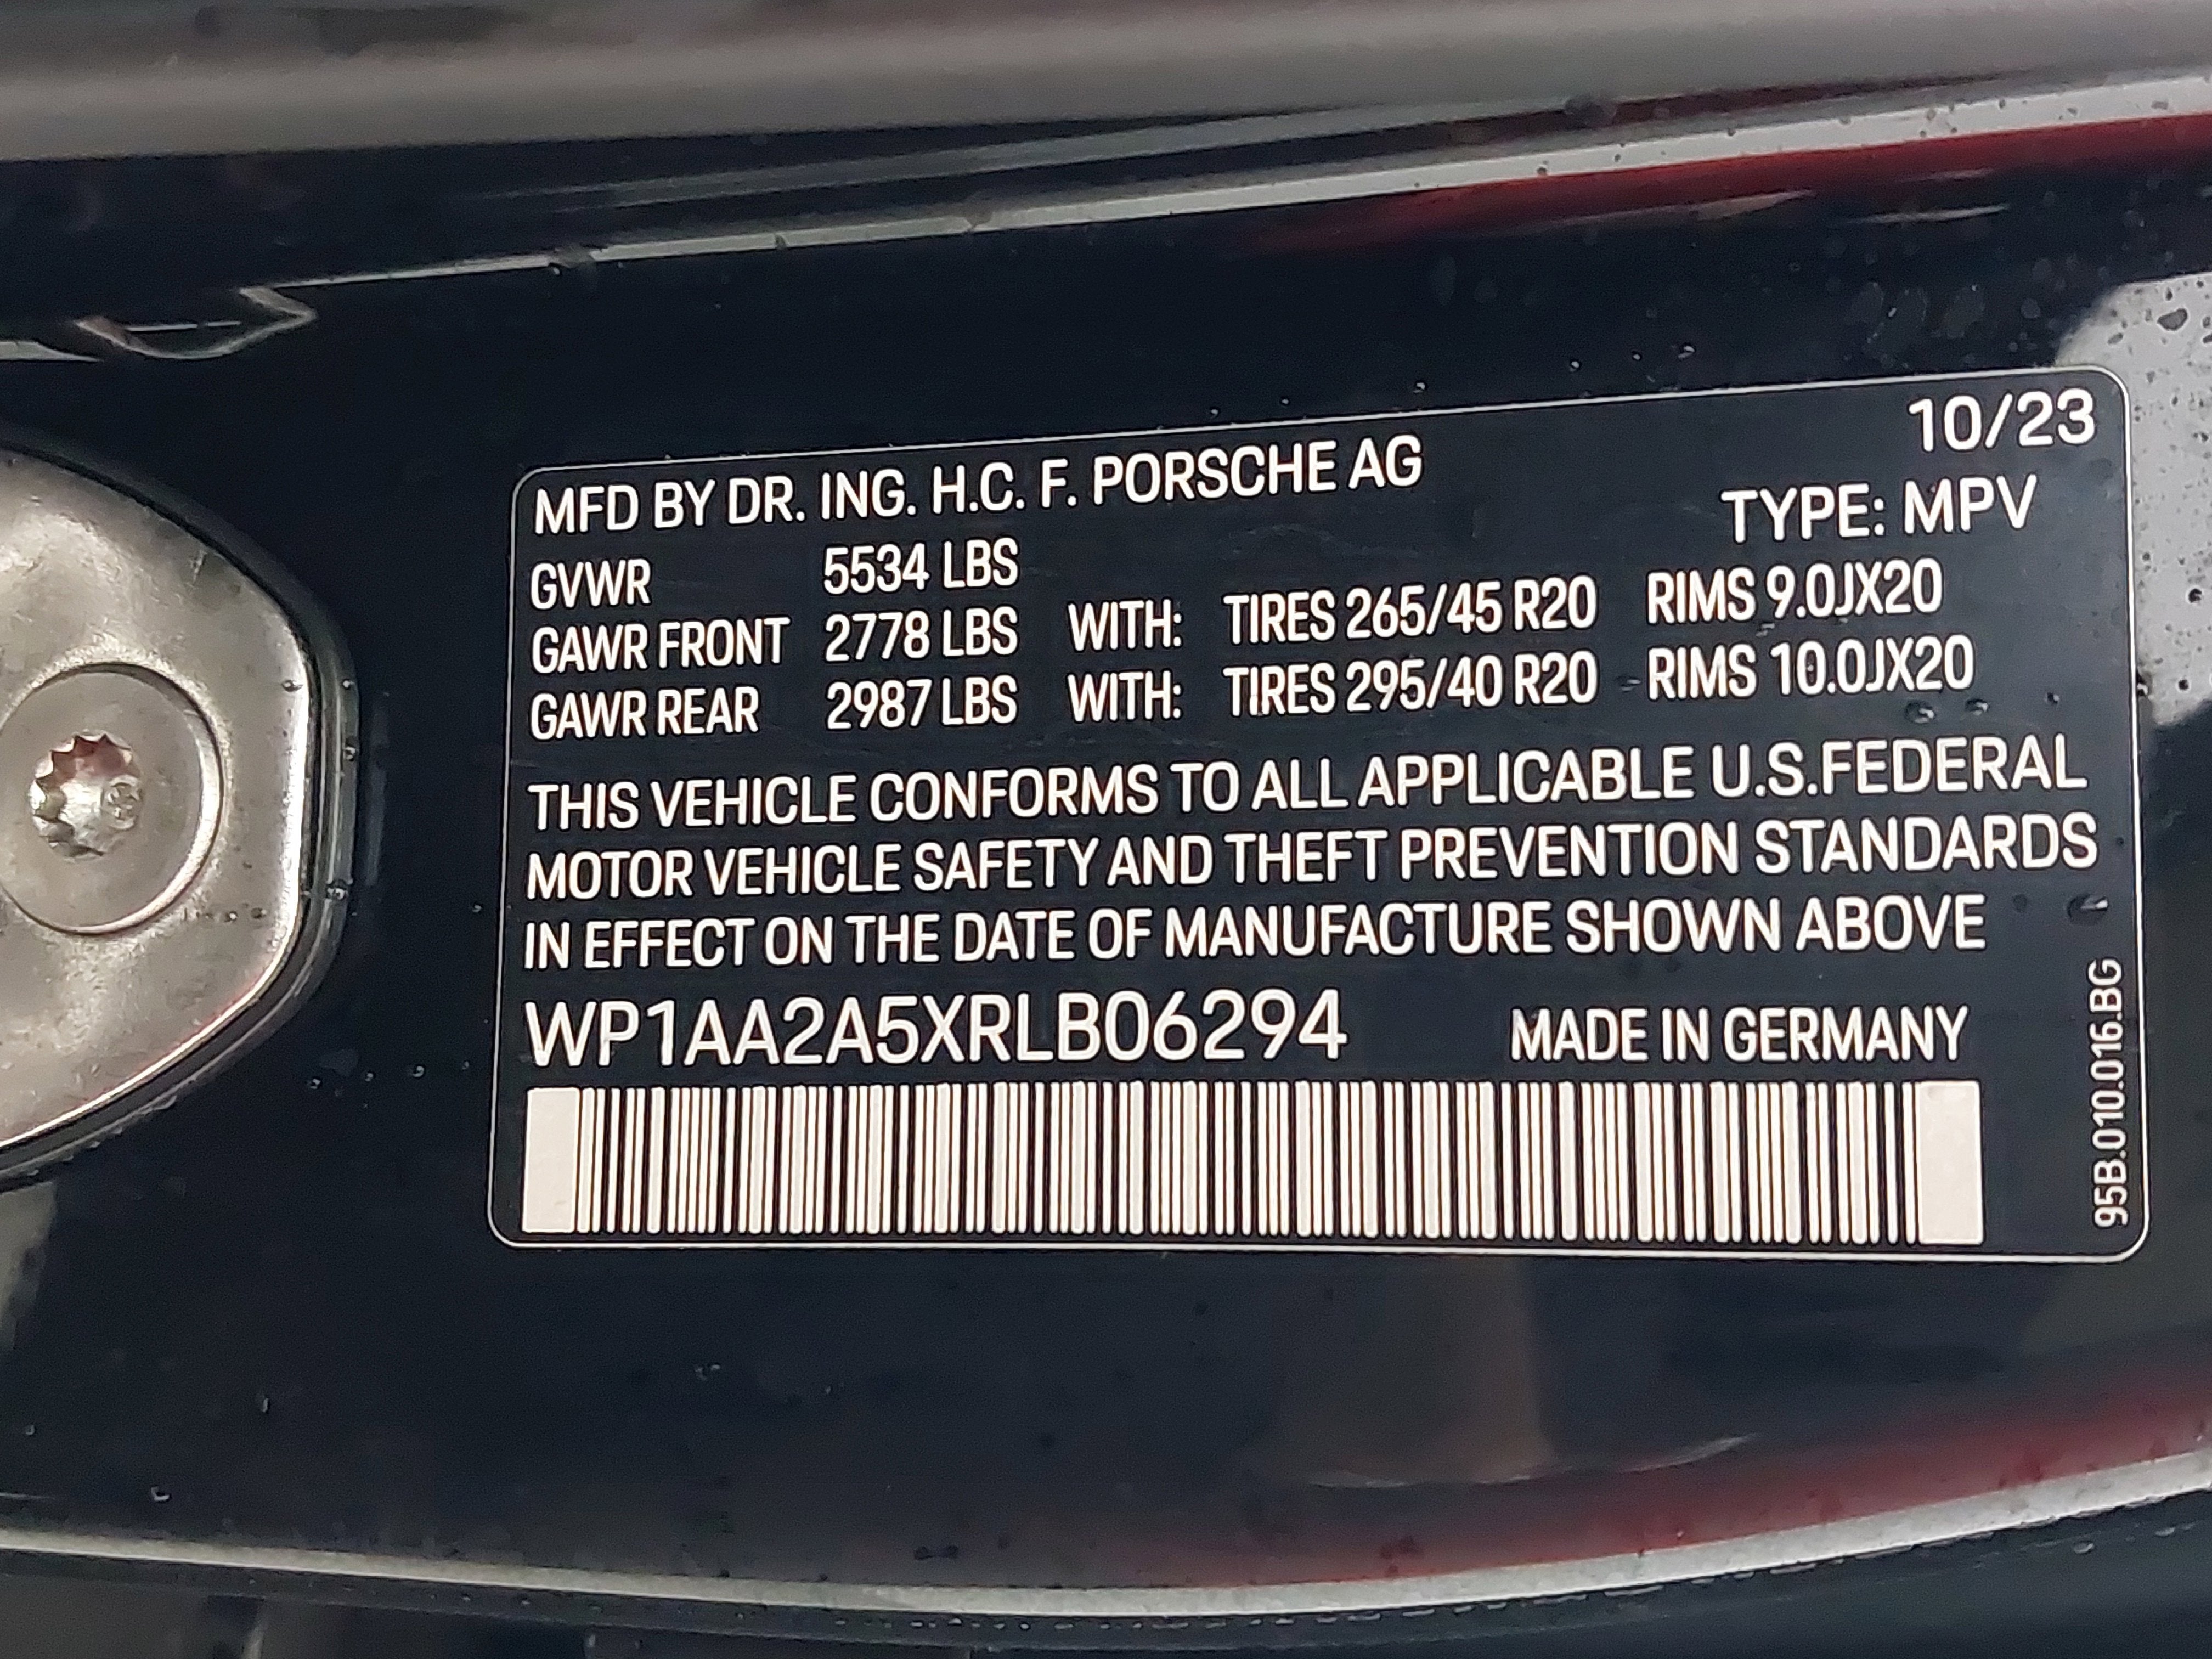 10/23
MFD BY DR. ING. H.C. F. PORSCHE AG
TYPE: MPV
GVWR 5534 LBS
GAWR FRONT 2778 LBS WITH: TIRES 265/45 R20 RIMS 9.0JX20
GAWR REAR 2987 LBS WITH: TIRES 295/40 R20 RIMS 10.0JX20
THIS VEHICLE CONFORMS TO ALL APPLICABLE U.S.FEDERAL
MOTOR VEHICLE SAFETY AND THEFT PREVENTION STANDARDS
IN EFFECT ON THE DATE OF MANUFACTURE SHOWN ABOVE
WP1AA2A5XRLB06294 MADE IN GERMANY
95B.010.016.BG